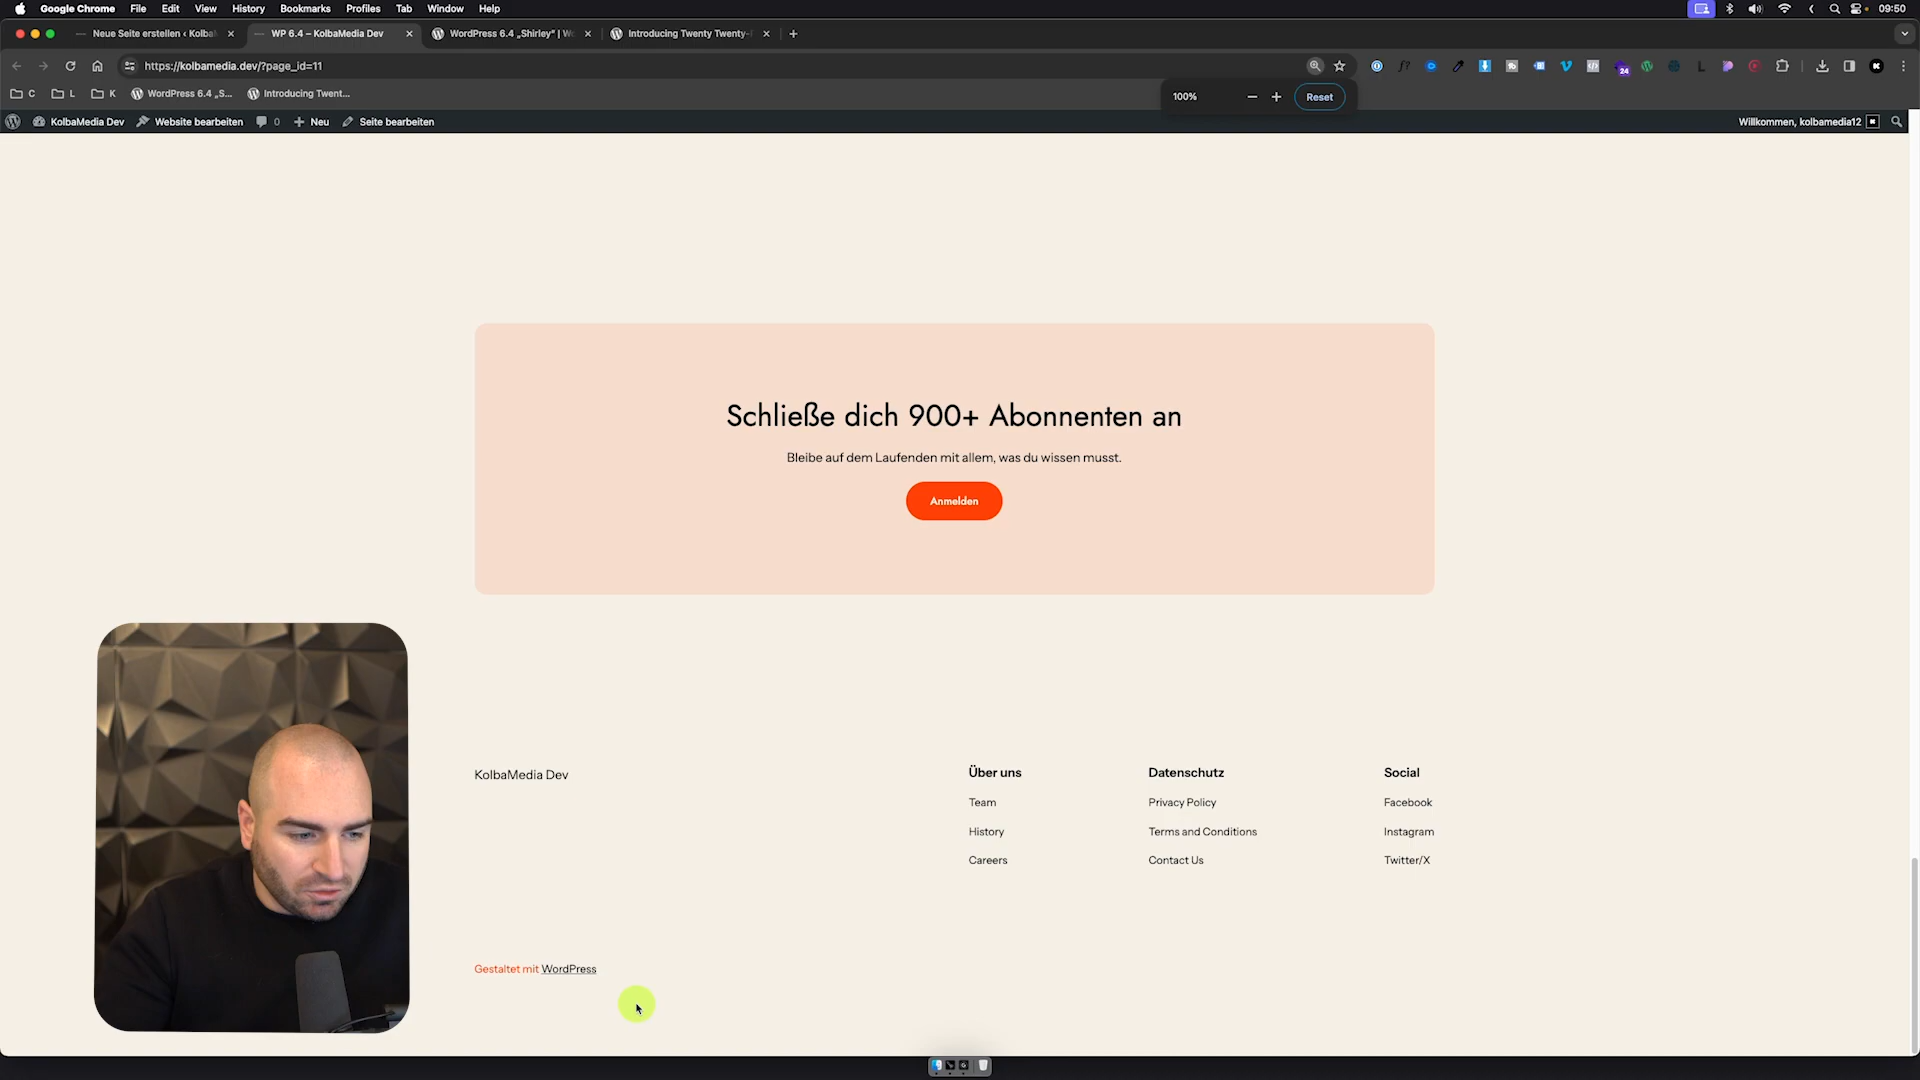 Google Chrome File Edit View History Bookmarks Profiles Tab Window Help 09:50
Neue Seite erstellen ‹ Kolba WP 6.4 – KolbaMedia Dev WordPress 6.4 „Shirley" | W Introducing Twenty Twenty-
https://kolbamedia.dev/?page_id=11
24
C L K WordPress 6.4 „S... Introducing Twent...
100% Reset
KolbaMedia Dev Website bearbeiten 0 Neu Seite bearbeiten Willkommen, kolbamedia12
Schließe dich 900+ Abonnenten an
Bleibe auf dem Laufenden mit allem, was du wissen musst.
Anmelden
KolbaMedia Dev
Über uns
Team
History
Careers
Datenschutz
Privacy Policy
Terms and Conditions
Contact Us
Social
Facebook
Instagram
Twitter/X
Gestaltet mit WordPress